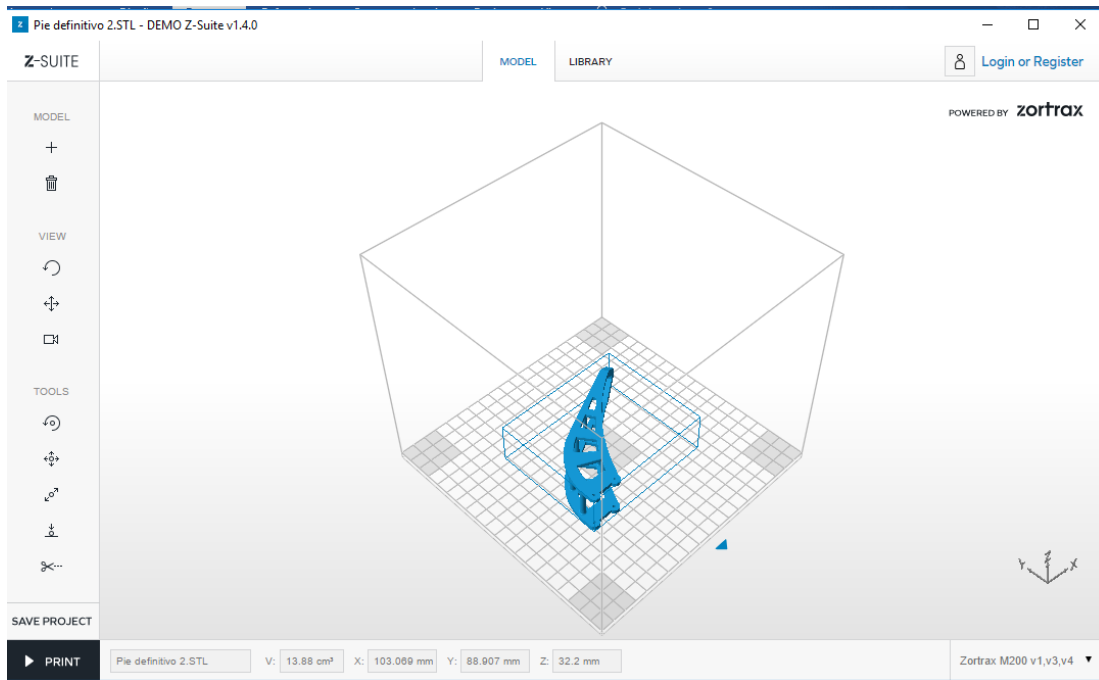 Pie definitivo 2.STL - DEMO Z-Suite v1.4.0
Z-SUITE
MODEL
LIBRARY
Login or Register
POWERED BY zortrax
MODEL
VIEW
TOOLS
Y
Z
X
SAVE PROJECT
PRINT
Pie definitivo 2.STL
V: 13.88 cm³
X: 103.069 mm
Y: 88.907 mm
Z: 32.2 mm
Zortrax M200 v1,v3,v4